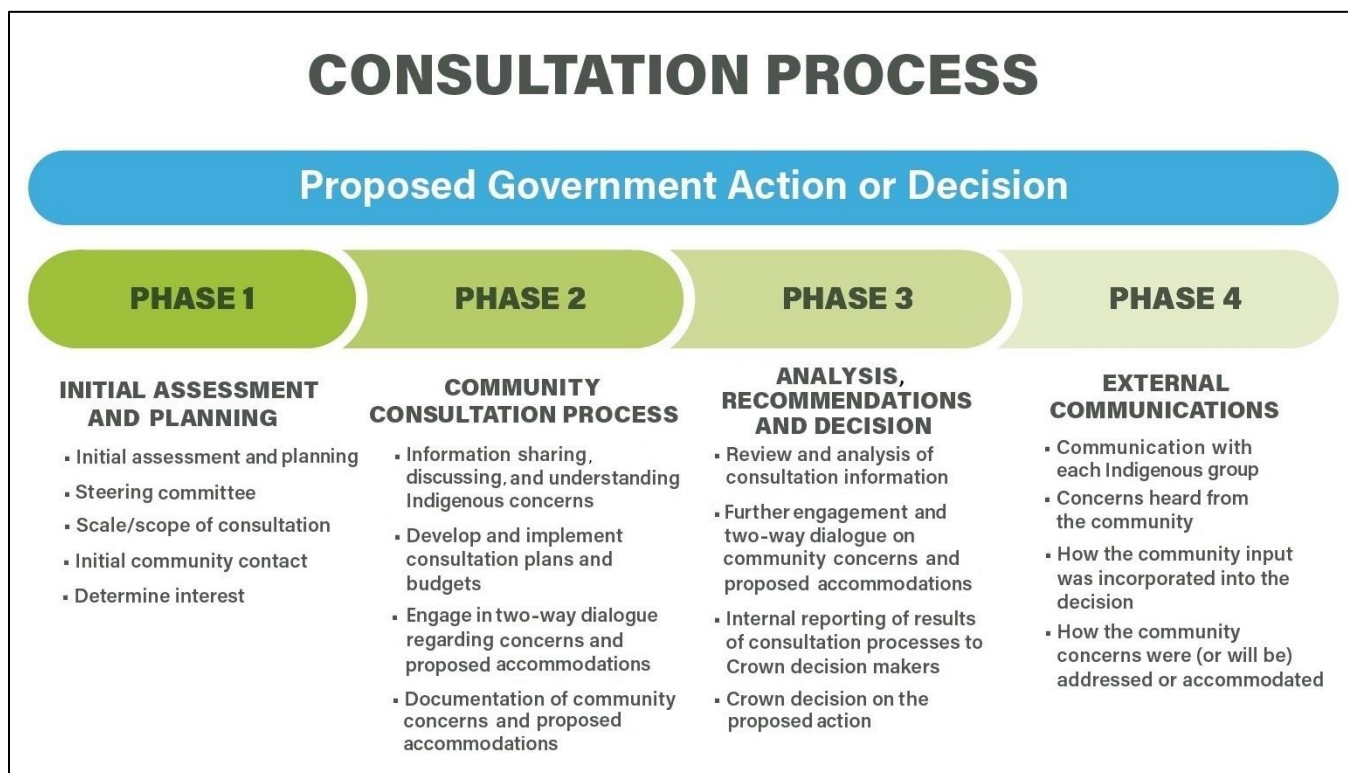 CONSULTATION PROCESS
Proposed Government Action or Decision
PHASE 1
INITIAL ASSESSMENT
AND PLANNING
▪ Initial assessment and planning
▪ Steering committee
▪ Scale/scope of consultation
▪ Initial community contact
▪ Determine interest
PHASE 2
COMMUNITY
CONSULTATION PROCESS
▪ Information sharing,
discussing, and understanding
Indigenous concerns
▪ Develop and implement
consultation plans and
budgets
▪ Engage in two-way dialogue
regarding concerns and
proposed accommodations
▪ Documentation of community
concerns and proposed
accommodations
PHASE 3
ANALYSIS,
RECOMMENDATIONS
AND DECISION
▪ Review and analysis of
consultation information
▪ Further engagement and
two-way dialogue on
community concerns and
proposed accommodations
▪ Internal reporting of results
of consultation processes to
Crown decision makers
▪ Crown decision on the
proposed action
PHASE 4
EXTERNAL
COMMUNICATIONS
▪ Communication with
each Indigenous group
▪ Concerns heard from
the community
▪ How the community input
was incorporated into the
decision
▪ How the community
concerns were (or will be)
addressed or accommodated